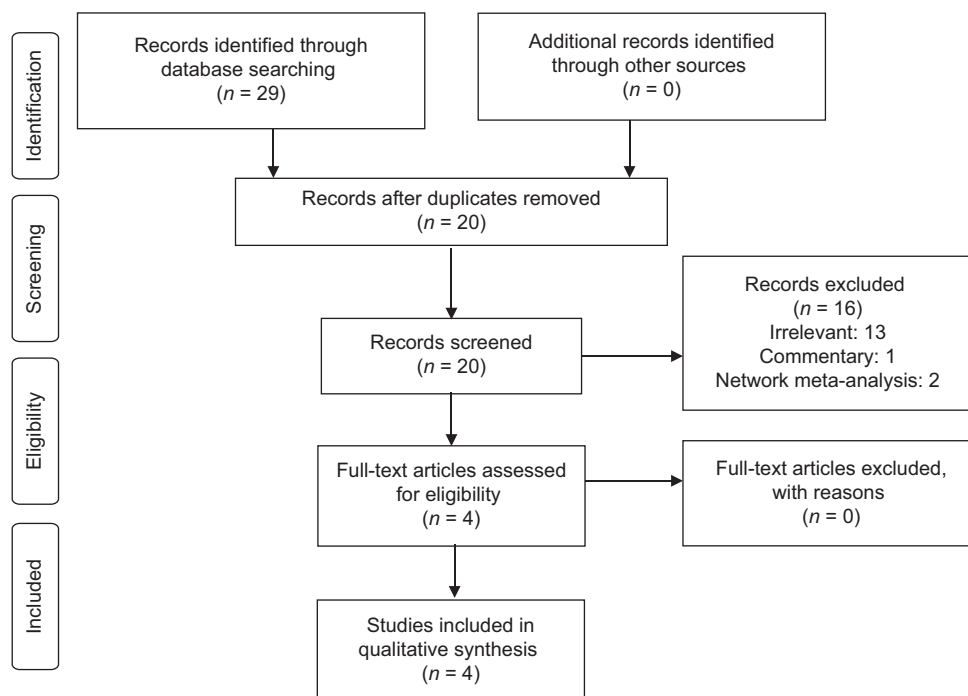 Identification
Records identified through
database searching
(n = 29)
Additional records identified
through other sources
(n = 0)
Records after duplicates removed
(n = 20)
Screening
Records screened
(n = 20)
Records excluded
(n = 16)
Irrelevant: 13
Commentary: 1
Network meta-analysis: 2
Eligibility
Full-text articles assessed
for eligibility
(n = 4)
Full-text articles excluded,
with reasons
(n = 0)
Included
Studies included in
qualitative synthesis
(n = 4)